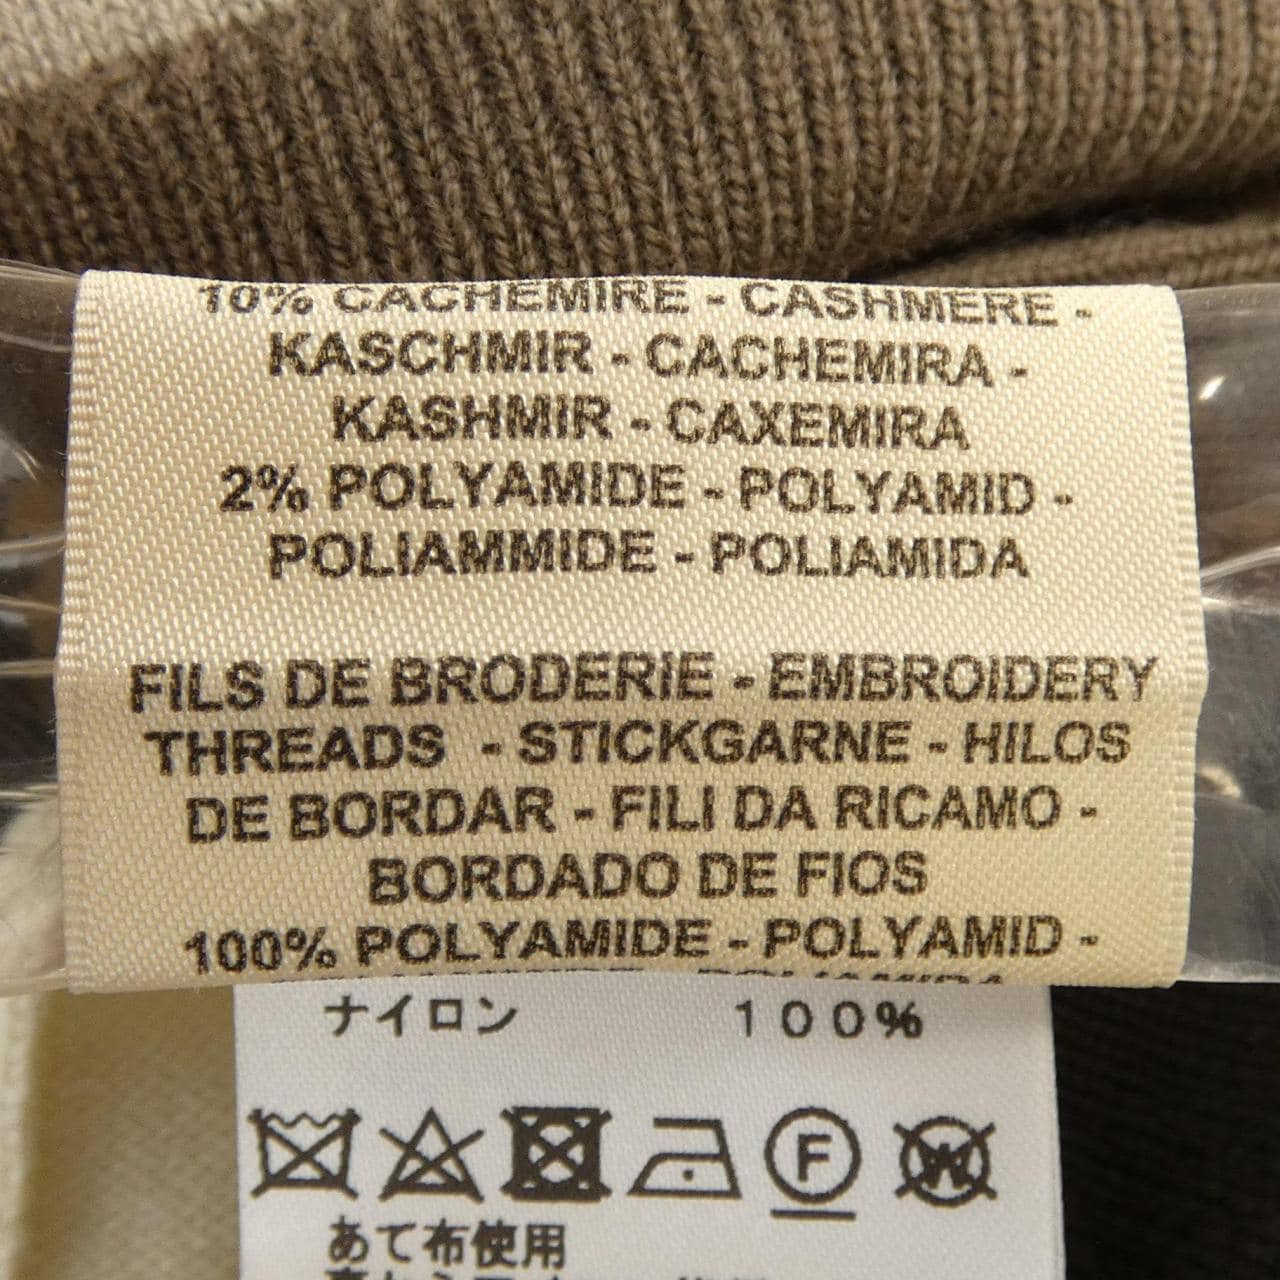 10% CACHEMIRE - CASHMERE -
KASCHMIR - CACHEMIRA -
KASHMIR - CAXEMIRA
2% POLYAMIDE - POLYAMID -
POLIAMMIDE - POLIAMIDA
FILS DE BRODERIE - EMBROIDERY
THREADS - STICKGARNE - HILOS
DE BORDAR - FILI DA RICAMO -
BORDADO DE FIOS
100% POLYAMIDE - POLYAMID -
ナイロン 100%
F
W
あて布使用